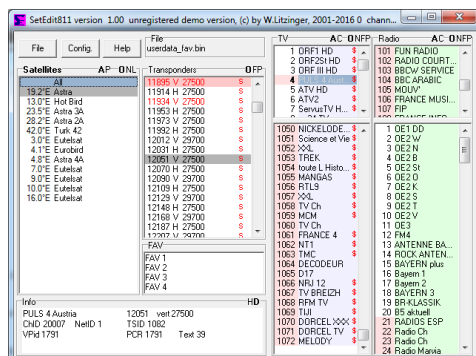 SetEdit811 version 1.00 unregistered demo version, (c) by W.Litzinger, 2001-2016 0 chann...
File Config. Help
File
userdata_fav.bin
Satellites AP ONL
All
19.2°E Astra
13.0°E Hot Bird
23.5°E Astra 3A
28.2°E Astra 2A
42.0°E Turk 42
3.0°E Eutelsat
4.1°E Eurobird
4.8°E Astra 4A
7.0°E Eutelsat
9.0°E Eutelsat
10.0°E Eutelsat
16.0°E Eutelsat
Transponders OFP
11895 V 27500
11914 H 27500
11934 V 27500
11953 H 27500
11973 V 27500
11992 H 27500
12012 V 29700
12031 H 27500
12051 V 27500
12070 H 27500
12090 V 29700
12109 H 27500
12129 V 29700
12148 H 27500
12168 V 29700
12187 H 27500
12207 V 29700
FAV
FAV 1
FAV 2
FAV 3
FAV 4
TV AC ONFP
1 ORF1 HD $
2 ORF2St HD $
3 ORF III HD $
4 PULS 4 Aust $
5 ATV HD $
6 ATV2 $
7 ServusTV H... $
1050 NICKELODE... $
1051 Science et Vie $
1052 XXL $
1053 TREK $
1054 toute L Histo... $
1055 MANGAS $
1056 RTL9 $
1057 XXL $
1058 TV Ch
1059 MCM $
1060 TV Ch
1061 FRANCE 4 $
1062 NT1 $
1063 TMC $
1064 DECODEUR
1065 D17
1066 NRJ 12 $
1067 TV BREIZH $
1068 RFM TV $
1069 TIJI $
1070 DORCEL XXX $
1071 DORCEL TV $
1072 MELODY $
Radio AC ONFP
101 FUN RADIO
102 RADIO COURT...
103 BBCW SERVICE
104 BBC ARABIC
105 MOUV'
106 FRANCE MUSI...
107 FIP
1 OE1 DD
2 OE2 W
3 OE2 N
4 OE2 B
5 OE2 St
6 OE2 O
7 OE2 K
8 OE2 S
9 OE2 T
10 OE2 V
11 OE3
12 FM4
13 ANTENNE BA...
14 ROCK ANTEN...
15 BAYERN plus
16 Bayern 1
17 Bayern 2
18 BAYERN 3
19 BR-KLASSIK
20 B5 aktuell
21 RADIOS ESP
22 Radio Ch
23 Radio Ch
24 Radio Marvia
Info HD
PULS 4 Austria 12051 vert 27500
ChID 20007 NetID 1 TSID 1082
VPid 1791 PCR 1791 Text 39